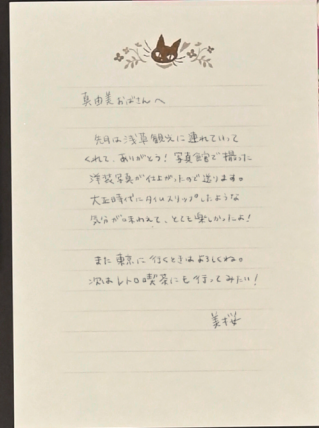 真由美おばさんへ
先日は浅草観光に連れていって
くれて、ありがとう！写真館で撮った
洋装写真が仕上がったので送ります。
大正時代にタイムスリップしたような
気分が味わえて、とても楽しかったよ！
また東京に行くときはよろしくね。
次はレトロ喫茶にも行ってみたい！
美桜